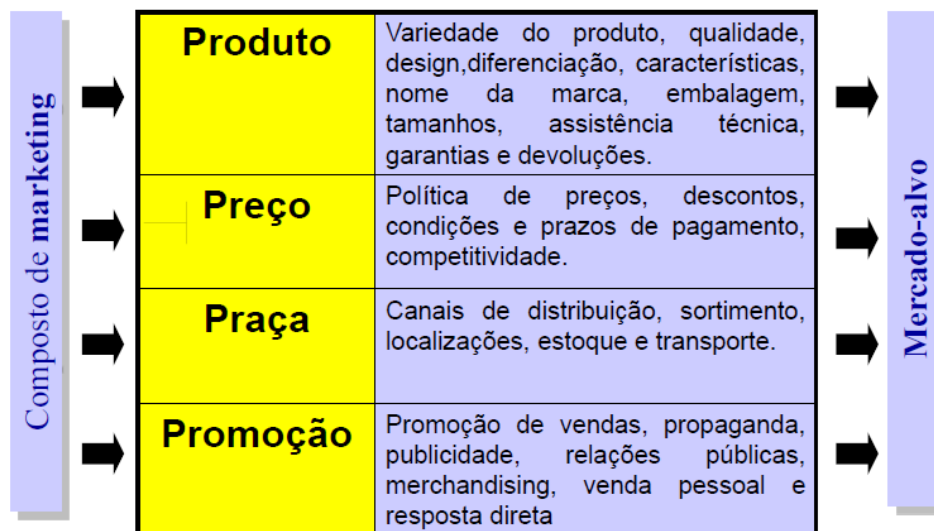 Composto de marketing
Produto
Variedade do produto, qualidade,
design,diferenciação, características,
nome da marca, embalagem,
tamanhos, assistência técnica,
garantias e devoluções.
Preço
Política de preços, descontos,
condições e prazos de pagamento,
competitividade.
Praça
Canais de distribuição, sortimento,
localizações, estoque e transporte.
Promoção
Promoção de vendas, propaganda,
publicidade, relações públicas,
merchandising, venda pessoal e
resposta direta
Mercado-alvo